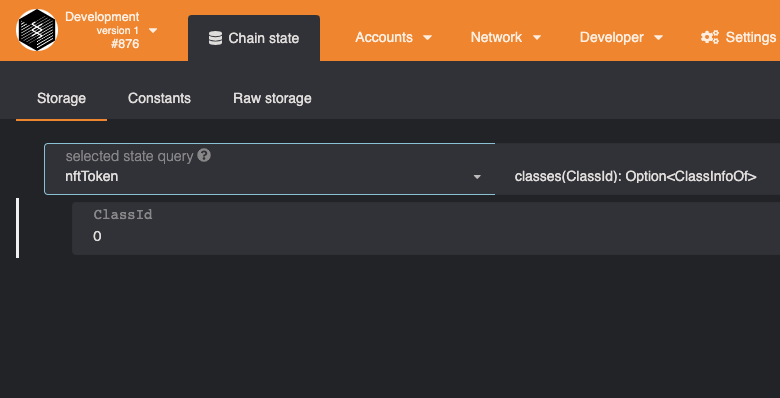 Development
version 1
#876
Chain state
Accounts
Network
Developer
Settings
Storage
Constants
Raw storage
selected state query
nftToken
classes(ClassId): Option<ClassInfoOf>
ClassId
0